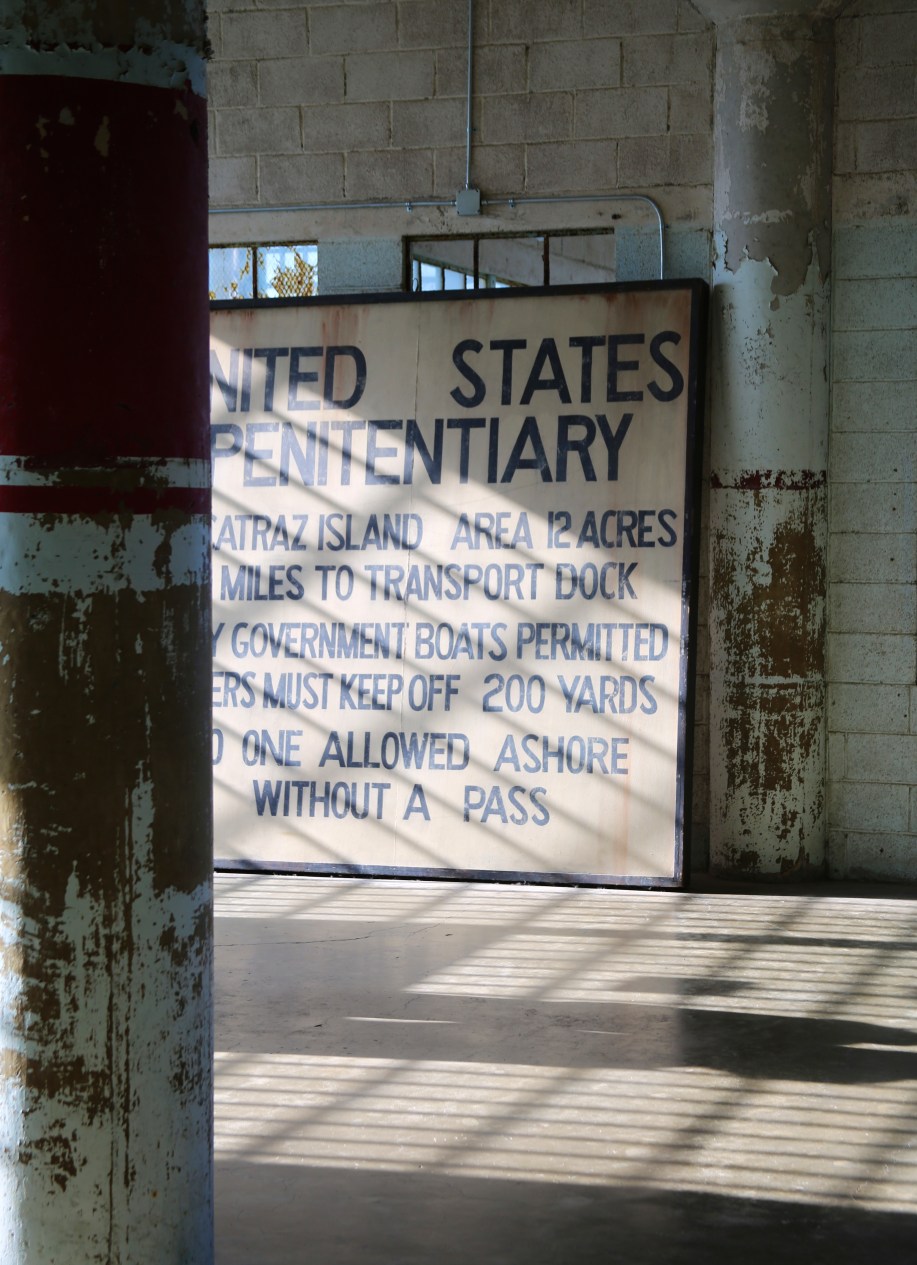 NITED STATES
PENITENTIARY
CATRAZ ISLAND AREA 12 ACRES
MILES TO TRANSPORT DOCK
Y GOVERNMENT BOATS PERMITTED
ERS MUST KEEP OFF 200 YARDS
O ONE ALLOWED ASHORE
WITHOUT A PASS